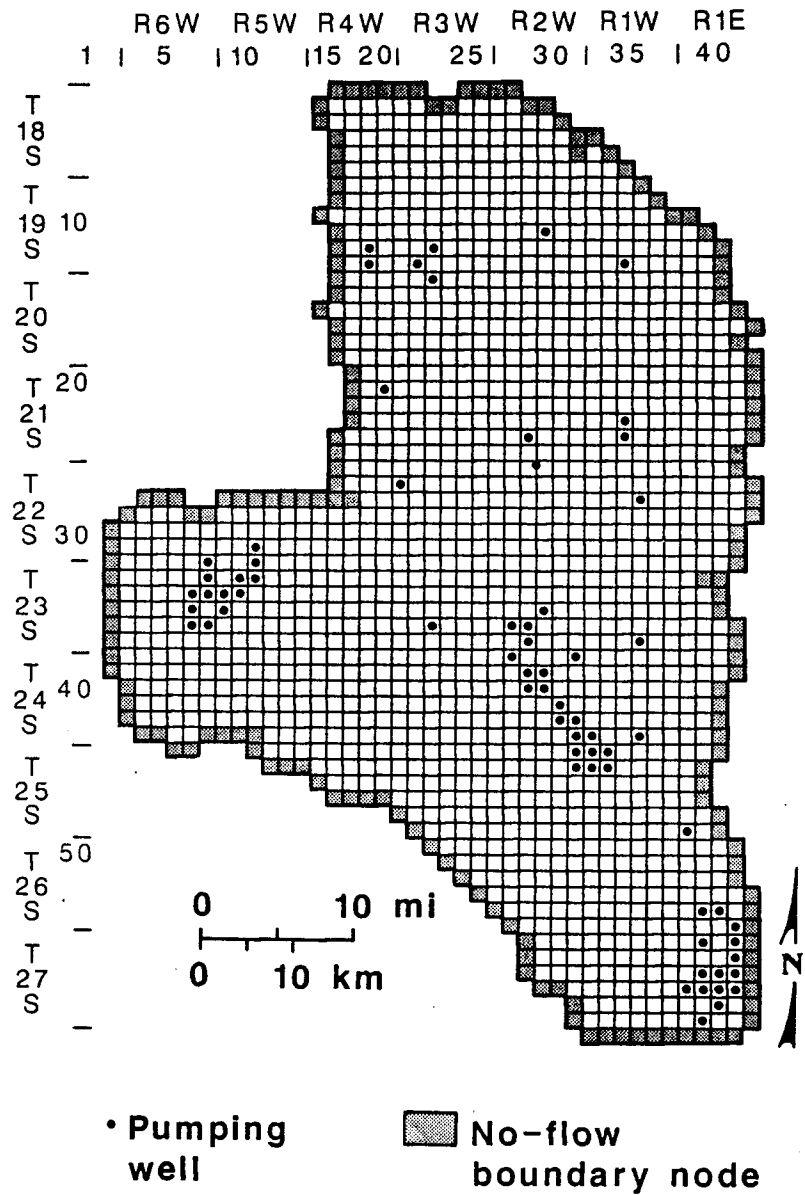 R6W R5W R4W R3W R2W R1W R1E
1 | 5 | 10 | 15 20 | 25 | 30 | 35 | 40
T
18
S
T
19 10
S
T
20
S
T 20
21
S
T
22
S 30
T
23
S
T
24 40
S
T
25
S
T 50
26
S
T
27
S
0 10 mi
0 10 km
N
• Pumping
well
No-flow
boundary node